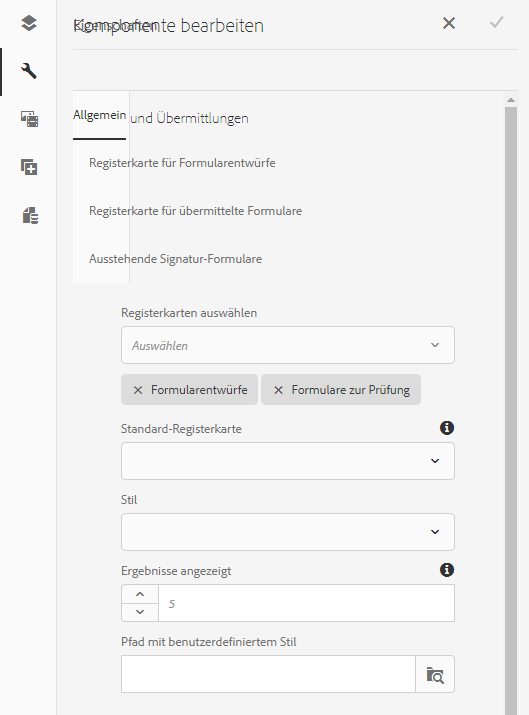 Komponente bearbeiten
Eigenschaften
Allgemein
und Übermittlungen
Registerkarte für Formularentwürfe
Registerkarte für übermittelte Formulare
Ausstehende Signatur-Formulare
Registerkarten auswählen
Auswählen
Formularentwürfe
Formulare zur Prüfung
Standard-Registerkarte
Stil
Ergebnisse angezeigt
5
Pfad mit benutzerdefiniertem Stil